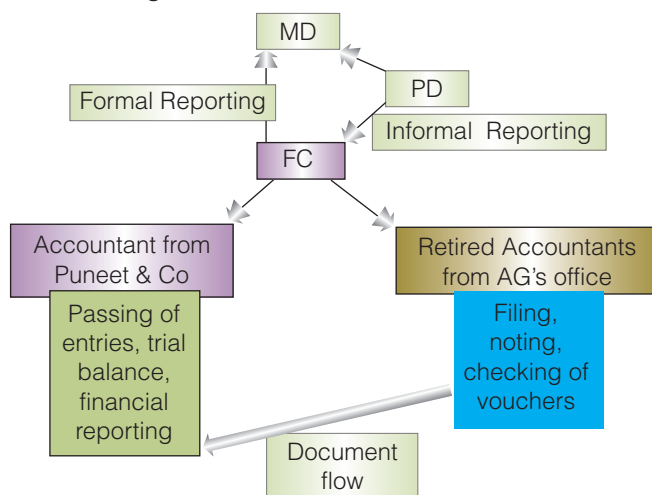 MD
Formal Reporting
PD
Informal Reporting
FC
Accountant from
Puneet & Co
Retired Accountants
from AG's office
Passing of
entries, trial
balance,
financial
reporting
Filing,
noting,
checking of
vouchers
Document
flow